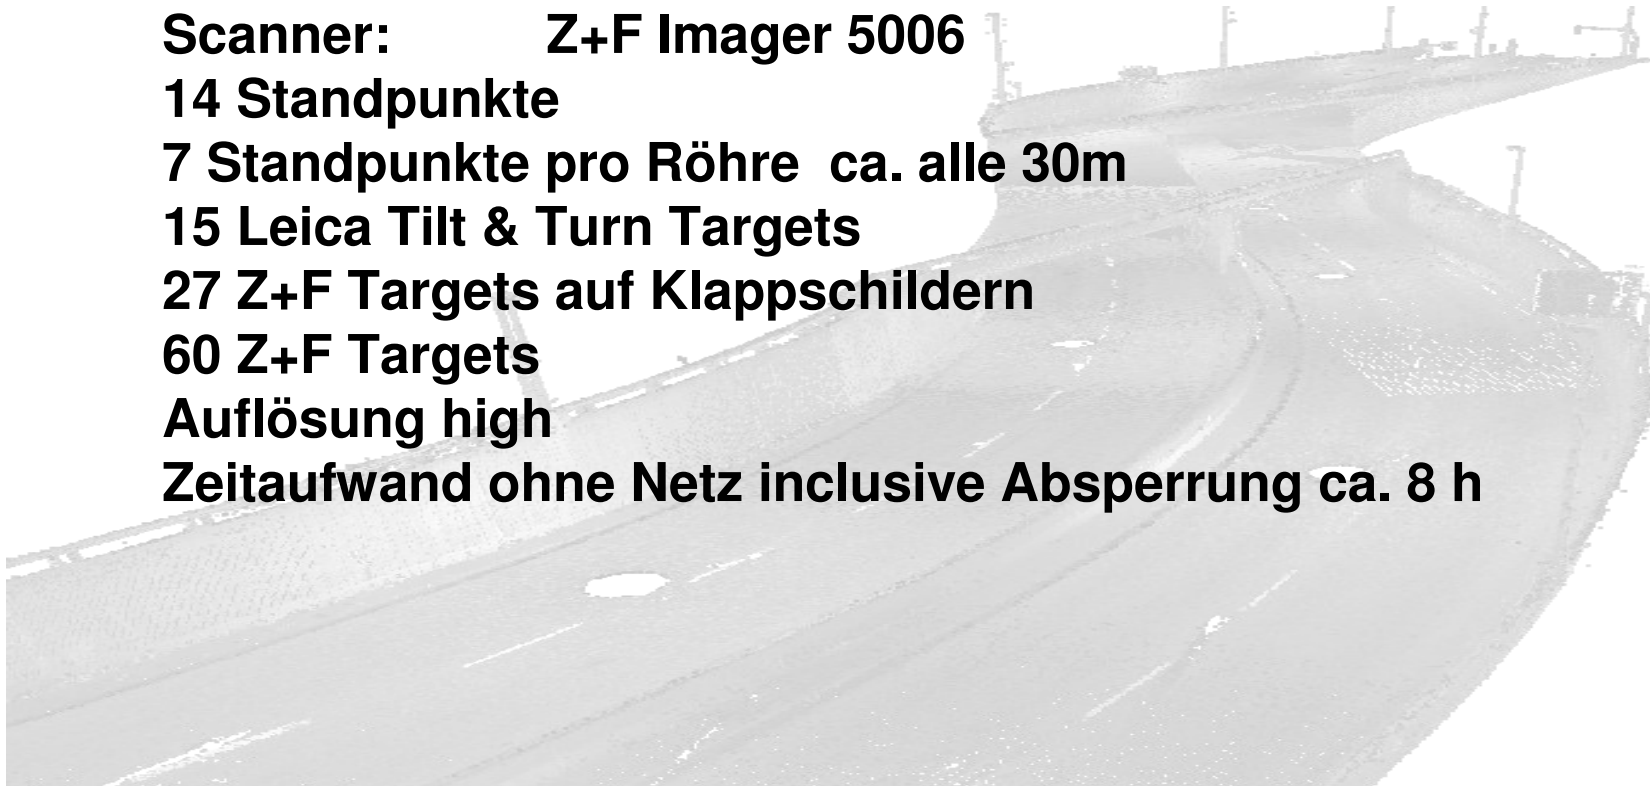 Scanner: Z+F Imager 5006
14 Standpunkte
7 Standpunkte pro Röhre ca. alle 30m
15 Leica Tilt & Turn Targets
27 Z+F Targets auf Klappschildern
60 Z+F Targets
Auflösung high
Zeitaufwand ohne Netz inclusive Absperrung ca. 8 h